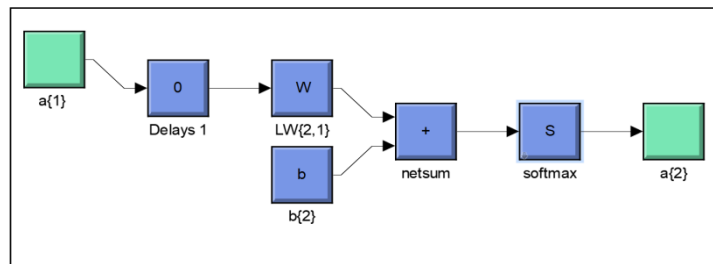 a{1}
0
Delays 1
W
LW{2,1}
b
b{2}
+
netsum
S
softmax
a{2}